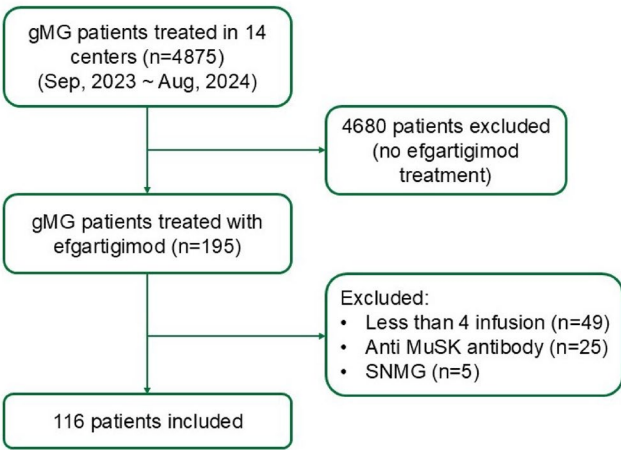 gMG patients treated in 14
centers (n=4875)
(Sep, 2023 ~ Aug, 2024)
4680 patients excluded
(no efgartigimod
treatment)
gMG patients treated with
efgartigimod (n=195)
Excluded:
• Less than 4 infusion (n=49)
• Anti MuSK antibody (n=25)
• SNMG (n=5)
116 patients included